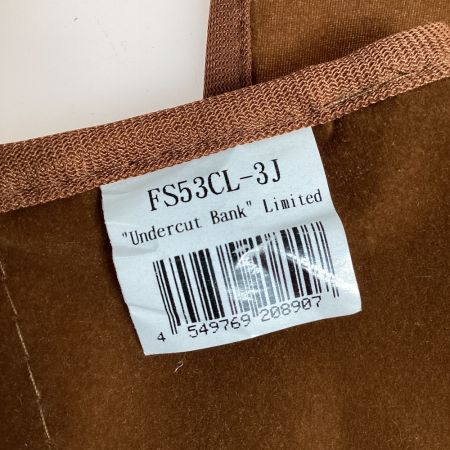 FS53CL-3J
"Undercut Bank" Limited
4 549769 208907